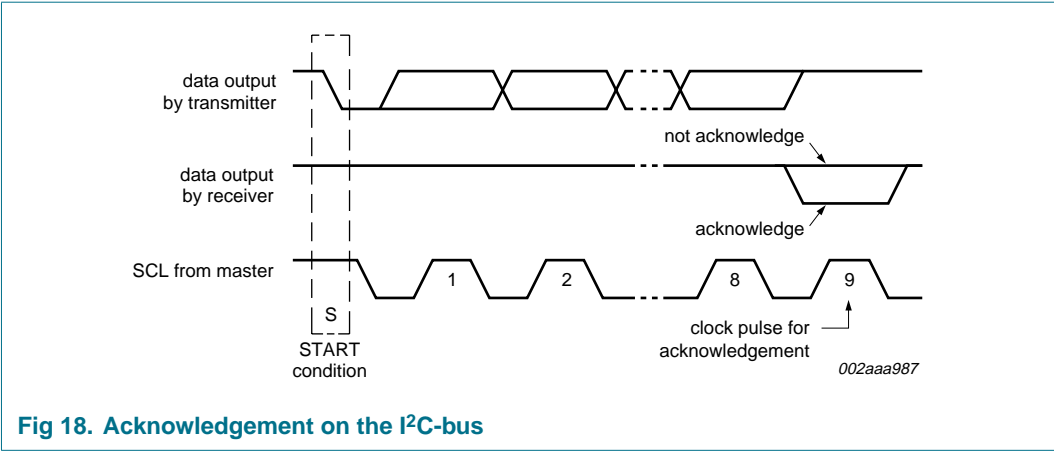 data output
by transmitter
not acknowledge
data output
by receiver
acknowledge
SCL from master
1
2
8
9
S
START
condition
clock pulse for
acknowledgement
002aaa987
Fig 18. Acknowledgement on the I2C-bus